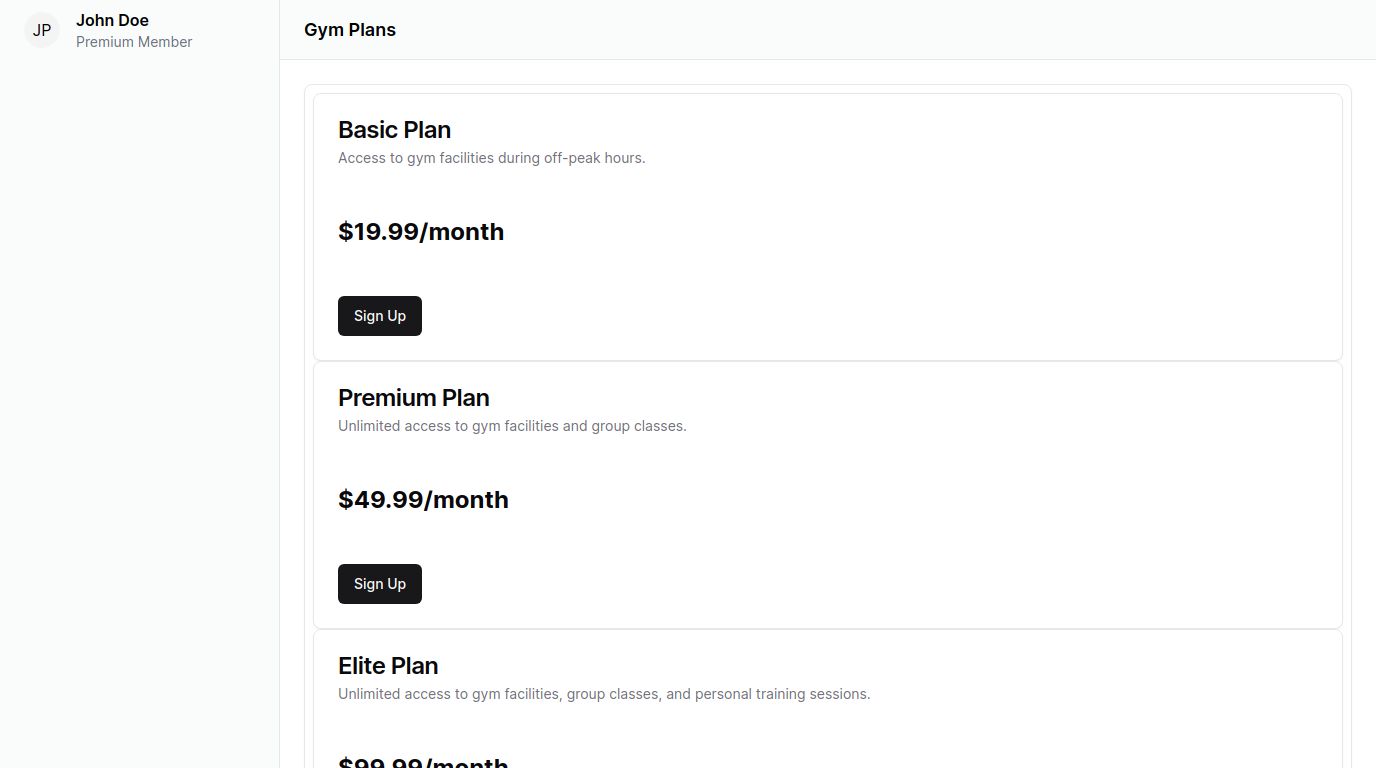 JP
John Doe
Premium Member
Gym Plans
Basic Plan
Access to gym facilities during off-peak hours.
$19.99/month
Sign Up
Premium Plan
Unlimited access to gym facilities and group classes.
$49.99/month
Sign Up
Elite Plan
Unlimited access to gym facilities, group classes, and personal training sessions.
$99.99/month